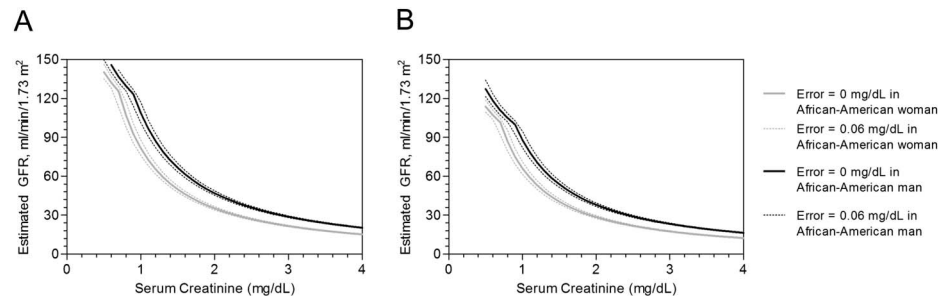 A
B
Estimated GFR, ml/min/1.73 m²
150
120
90
60
30
0
0
1
2
3
4
Serum Creatinine (mg/dL)
Estimated GFR, ml/min/1.73 m²
150
120
90
60
30
0
0
1
2
3
4
Serum Creatinine (mg/dL)
Error = 0 mg/dL in
African-American woman
Error = 0.06 mg/dL in
African-American woman
Error = 0 mg/dL in
African-American man
Error = 0.06 mg/dL in
African-American man